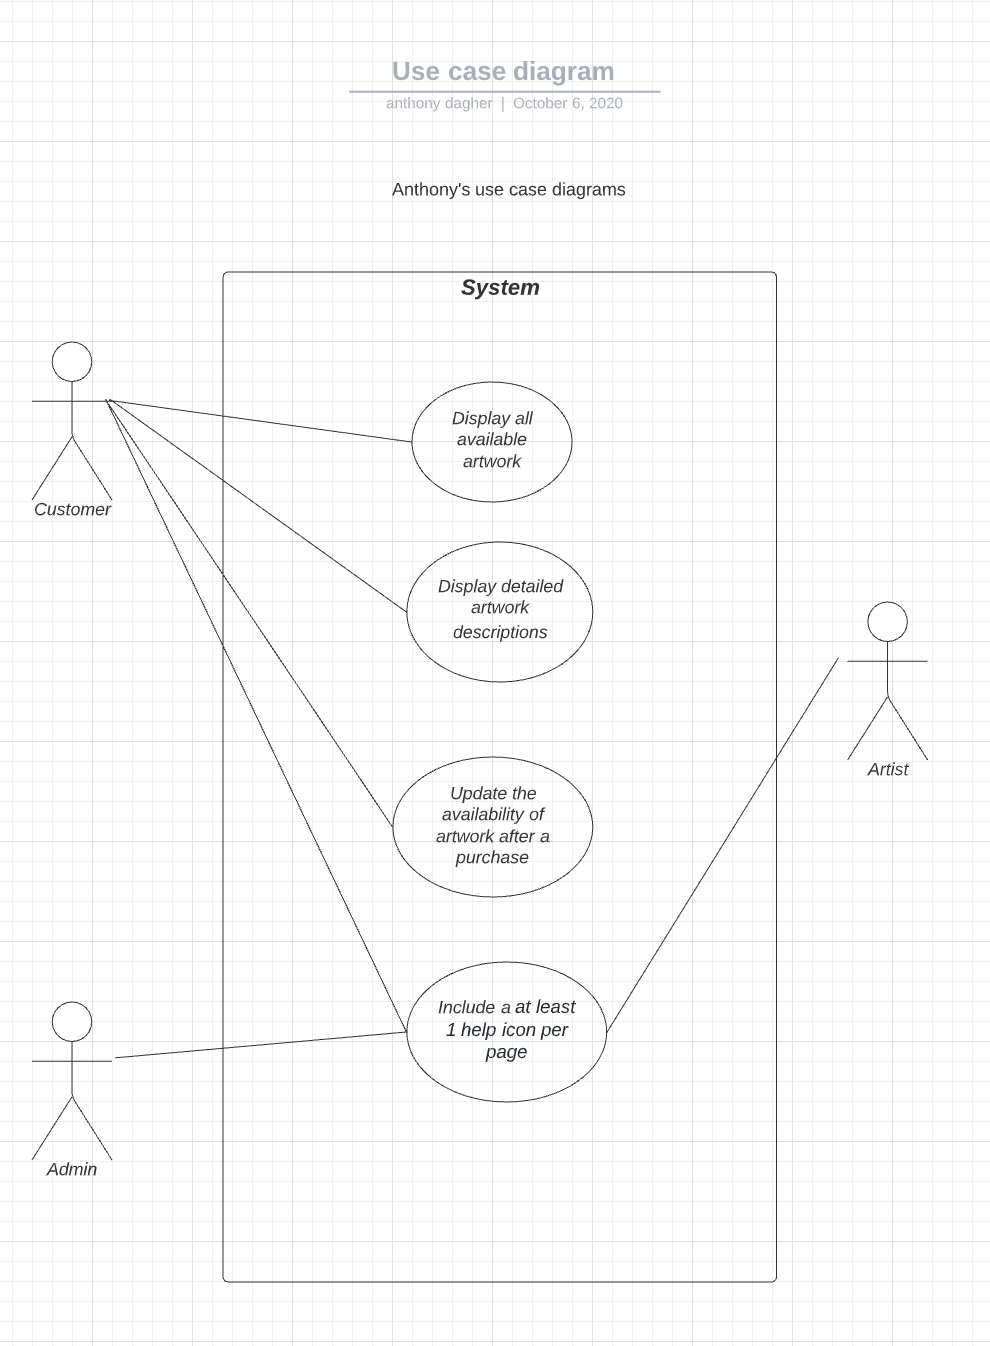 Use case diagram
anthony dagher | October 6, 2020
Anthony's use case diagrams
System
Display all
available
artwork
Customer
Display detailed
artwork
descriptions
Artist
Update the
availability of
artwork after a
purchase
Include a at least
1 help icon per
page
Admin